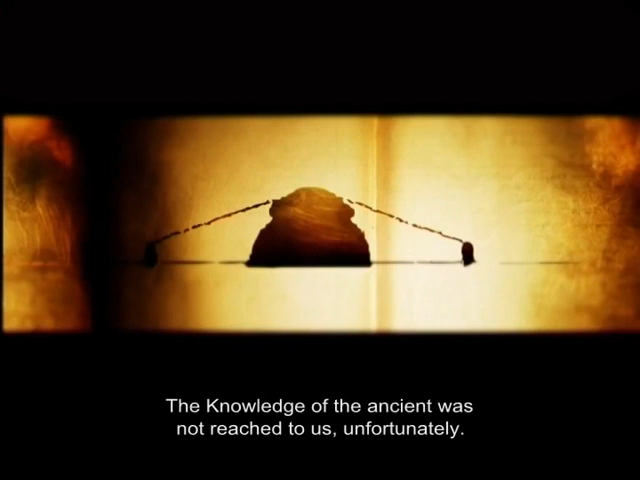 The Knowledge of the ancient was
not reached to us, unfortunately.